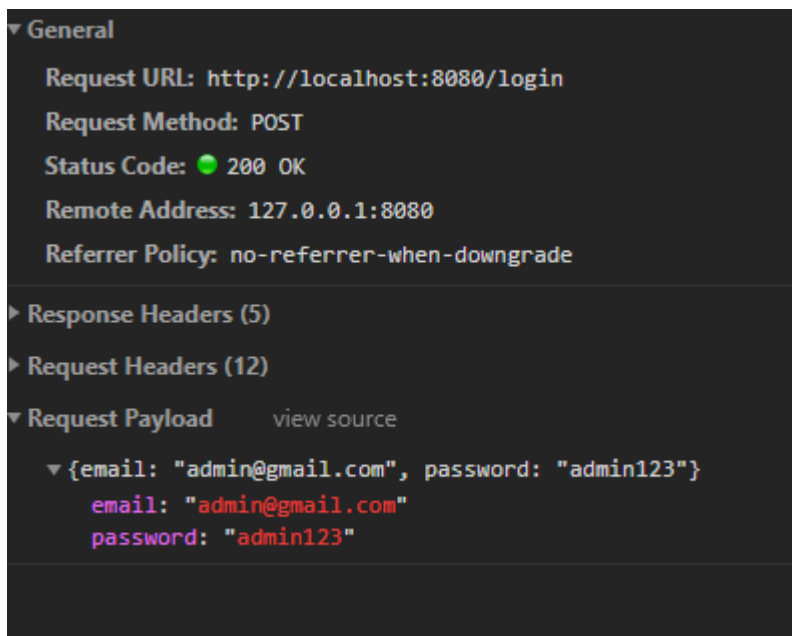 General
Request URL: http://localhost:8080/login
Request Method: POST
Status Code: 200 OK
Remote Address: 127.0.0.1:8080
Referrer Policy: no-referrer-when-downgrade
Response Headers (5)
Request Headers (12)
Request Payload view source
{email: "admin@gmail.com", password: "admin123"}
email: "admin@gmail.com"
password: "admin123"